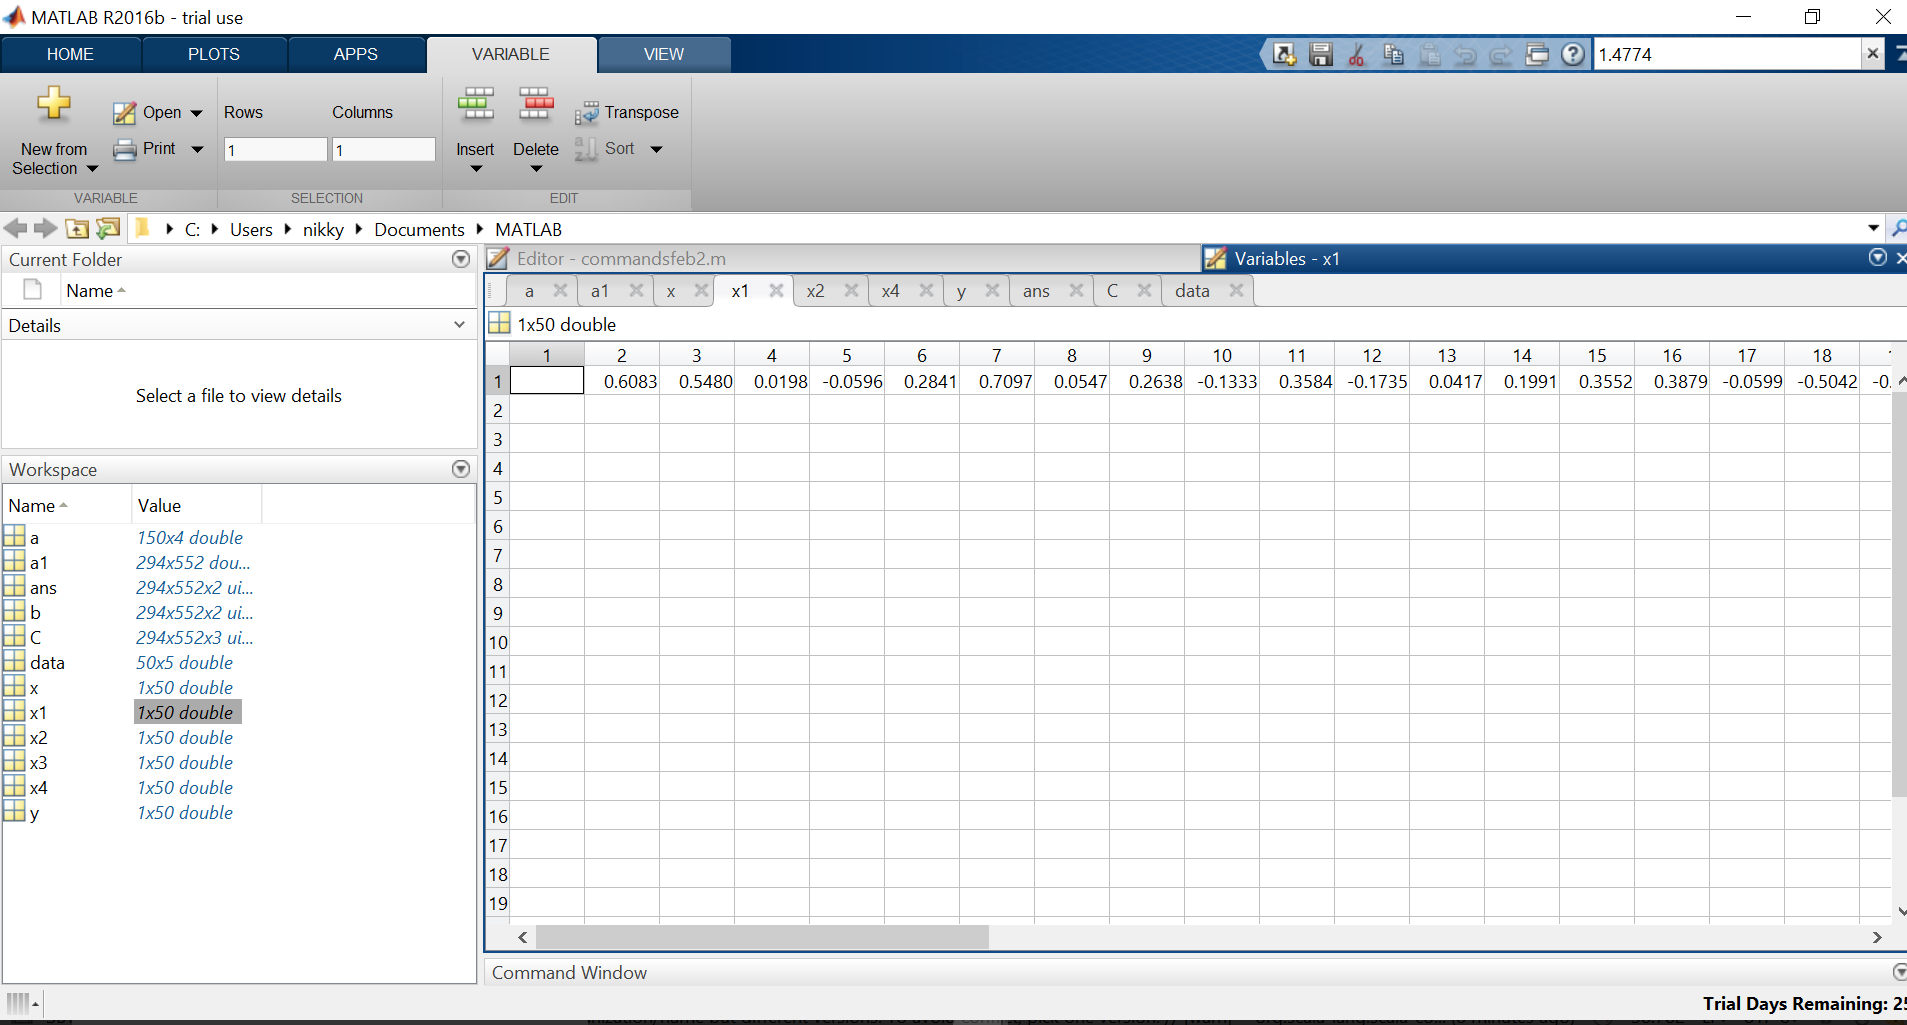 MATLAB R2016b - trial use
HOME PLOTS APPS VARIABLE VIEW 1.4774
New from Selection Open Print Rows Columns Insert Delete Transpose Sort
1 1
VARIABLE SELECTION EDIT
C: Users nikky Documents MATLAB
Current Folder
Name
Details
Select a file to view details
Workspace
Name Value
a 150x4 double
a1 294x552 dou...
ans 294x552x2 ui...
b 294x552x2 ui...
C 294x552x3 ui...
data 50x5 double
x 1x50 double
x1 1x50 double
x2 1x50 double
x3 1x50 double
x4 1x50 double
y 1x50 double
Editor - commandsfeb2.m Variables - x1
a a1 x x1 x2 x4 y ans C data
1x50 double
1 2 3 4 5 6 7 8 9 10 11 12 13 14 15 16 17 18
1 0.6083 0.5480 0.0198 -0.0596 0.2841 0.7097 0.0547 0.2638 -0.1333 0.3584 -0.1735 0.0417 0.1991 0.3552 0.3879 -0.0599 -0.5042 -0.
2
3
4
5
6
7
8
9
10
11
12
13
14
15
16
17
18
19
Command Window
Trial Days Remaining: 25